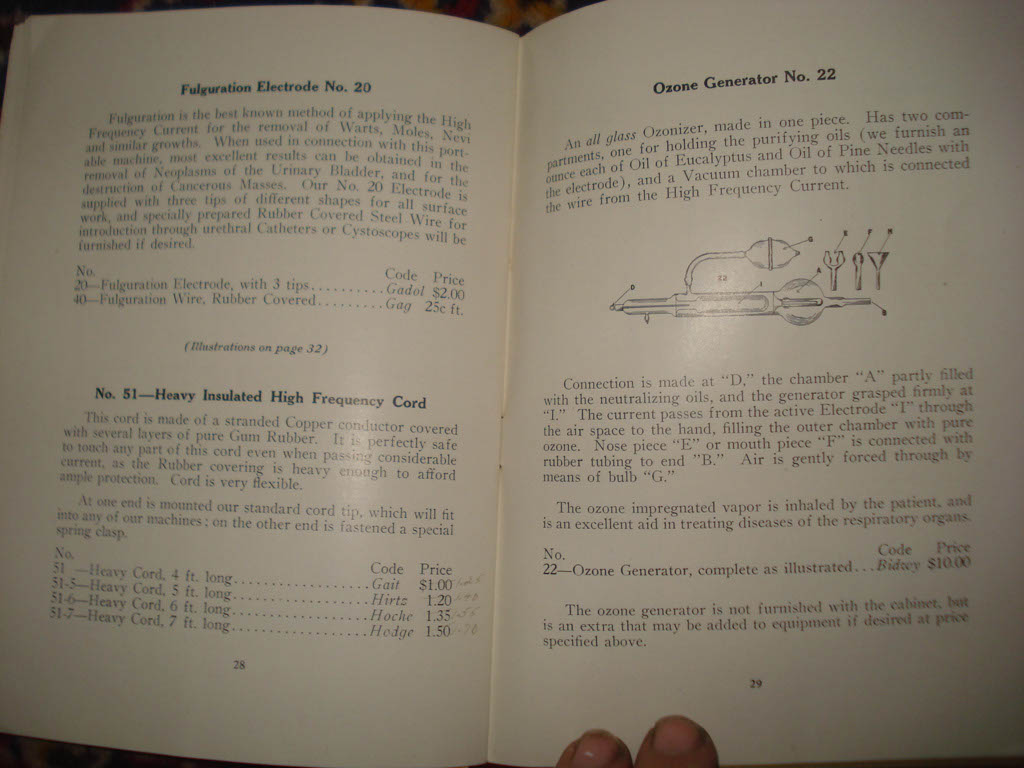 Fulguration Electrode No. 20
Fulguration is the best known method of applying the High
Frequency Current for the removal of Warts, Moles, Nevi
and similar growths. When used in connection with this port-
able machine, most excellent results can be obtained in the
removal of Neoplasms of the Urinary Bladder, and for the
destruction of Cancerous Masses. Our No. 20 Electrode is
supplied with three tips of different shapes for all surface
work, and specially prepared Rubber Covered Steel Wire for
introduction through urethral Catheters or Cystoscopes will be
furnished if desired.
No. Code Price
20—Fulguration Electrode, with 3 tips..........Gadol $2.00
40—Fulguration Wire, Rubber Covered.........Gag 25c ft.
(Illustrations on page 32)
No. 51—Heavy Insulated High Frequency Cord
This cord is made of a stranded Copper conductor covered
with several layers of pure Gum Rubber. It is perfectly safe
to touch any part of this cord even when passing considerable
current, as the Rubber covering is heavy enough to afford
ample protection. Cord is very flexible.
At one end is mounted our standard cord tip, which will fit
into any of our machines; on the other end is fastened a special
spring clasp.
No. Code Price
51 —Heavy Cord, 4 ft. long...................Gait $1.00
51-5—Heavy Cord, 5 ft. long...................Hirtz 1.20
51-6—Heavy Cord, 6 ft. long...................Hoche 1.35
51-7—Heavy Cord, 7 ft. long...................Hodge 1.50
28
Ozone Generator No. 22
An all glass Ozonizer, made in one piece. Has two com-
partments, one for holding the purifying oils (we furnish an
ounce each of Oil of Eucalyptus and Oil of Pine Needles with
the electrode), and a Vacuum chamber to which is connected
the wire from the High Frequency Current.
E F H
G
22
A
D I
B
Connection is made at "D," the chamber "A" partly filled
with the neutralizing oils, and the generator grasped firmly at
"I." The current passes from the active Electrode "I" through
the air space to the hand, filling the outer chamber with pure
ozone. Nose piece "E" or mouth piece "F" is connected with
rubber tubing to end "B." Air is gently forced through by
means of bulb "G."
The ozone impregnated vapor is inhaled by the patient, and
is an excellent aid in treating diseases of the respiratory organs.
No. Code Price
22—Ozone Generator, complete as illustrated...Bidzey $10.00
The ozone generator is not furnished with the cabinet, but
is an extra that may be added to equipment if desired at price
specified above.
29